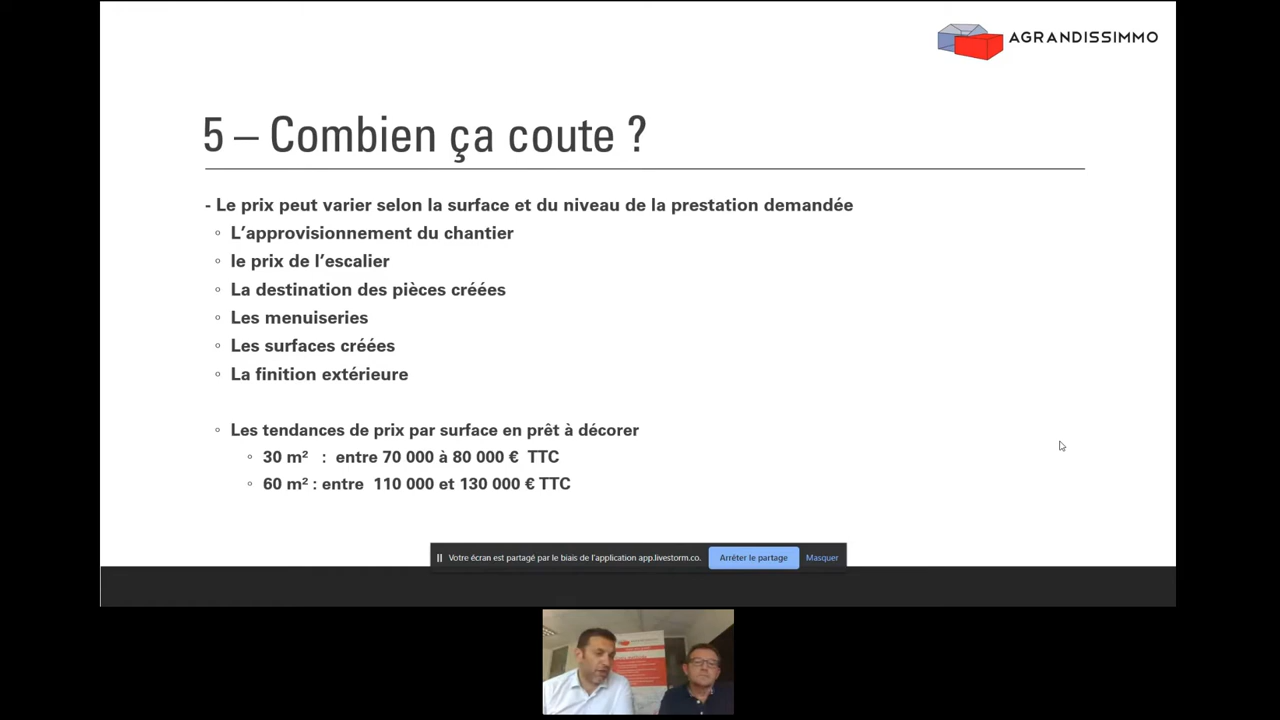 AGRANDISSIMMO
5 – Combien ça coute ?
- Le prix peut varier selon la surface et du niveau de la prestation demandée
◦ L’approvisionnement du chantier
◦ le prix de l’escalier
◦ La destination des pièces créées
◦ Les menuiseries
◦ Les surfaces créées
◦ La finition extérieure
◦ Les tendances de prix par surface en prêt à décorer
◦ 30 m² : entre 70 000 à 80 000 € TTC
◦ 60 m² : entre 110 000 et 130 000 € TTC
Votre écran est partagé par le biais de l'application app.livestorm.co. Arrêter le partage Masquer